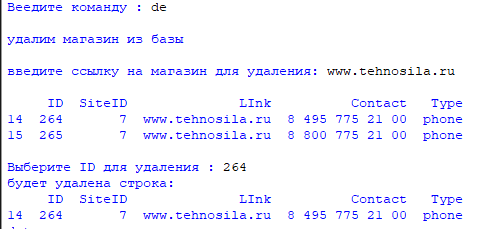 Веедите команду : de
удалим магазин из базы
введите ссылку на магазин для удаления: www.tehnosila.ru
ID SiteID LInk Contact Type
14 264 7 www.tehnosila.ru 8 495 775 21 00 phone
15 265 7 www.tehnosila.ru 8 800 775 21 00 phone
Выберите ID для удаления : 264
будет удалена строка:
ID SiteID LInk Contact Type
14 264 7 www.tehnosila.ru 8 495 775 21 00 phone